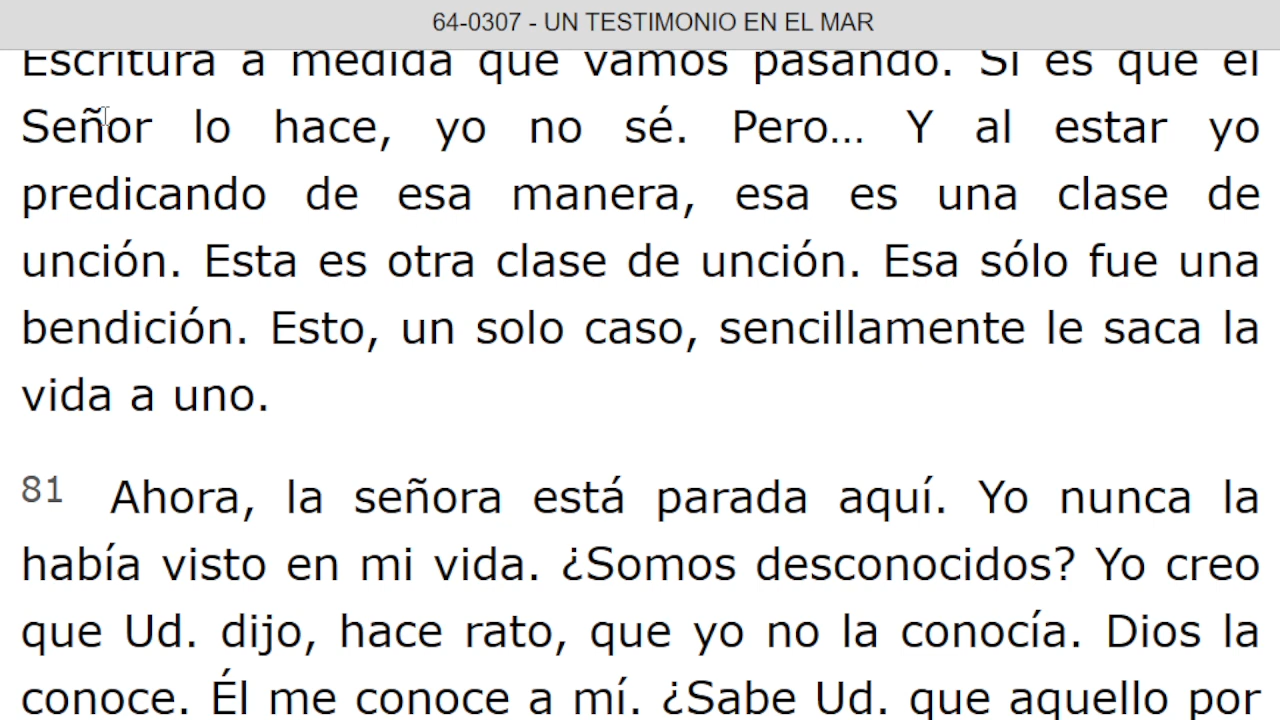 64-0307 - UN TESTIMONIO EN EL MAR
Escritura a medida que vamos pasando. Si es que el
Señor lo hace, yo no sé. Pero… Y al estar yo
predicando de esa manera, esa es una clase de
unción. Esta es otra clase de unción. Esa sólo fue una
bendición. Esto, un solo caso, sencillamente le saca la
vida a uno.
81 Ahora, la señora está parada aquí. Yo nunca la
había visto en mi vida. ¿Somos desconocidos? Yo creo
que Ud. dijo, hace rato, que yo no la conocía. Dios la
conoce. Él me conoce a mí. ¿Sabe Ud. que aquello por